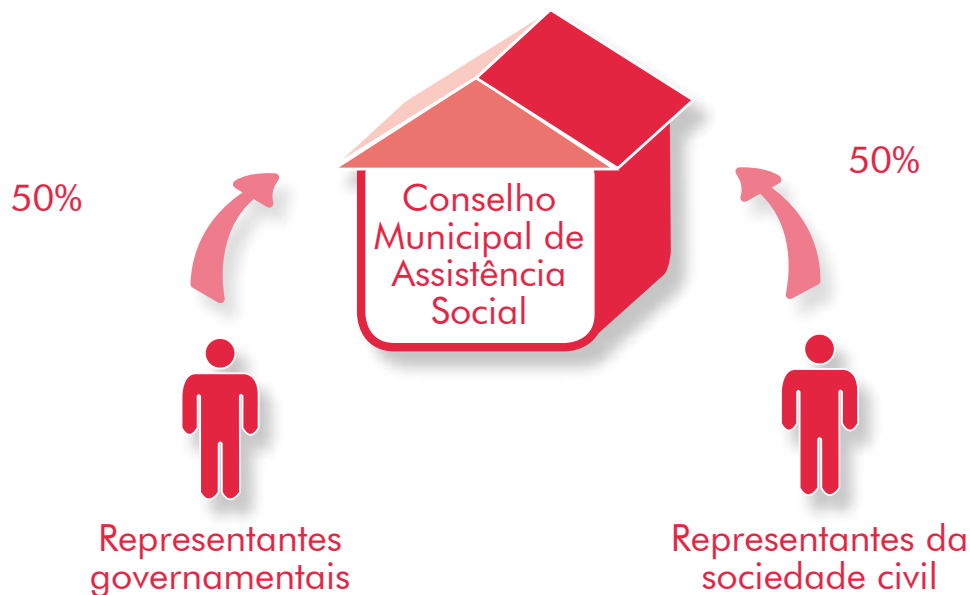 50%
50%
Conselho
Municipal de
Assistência
Social
Representantes
governamentais
Representantes da
sociedade civil